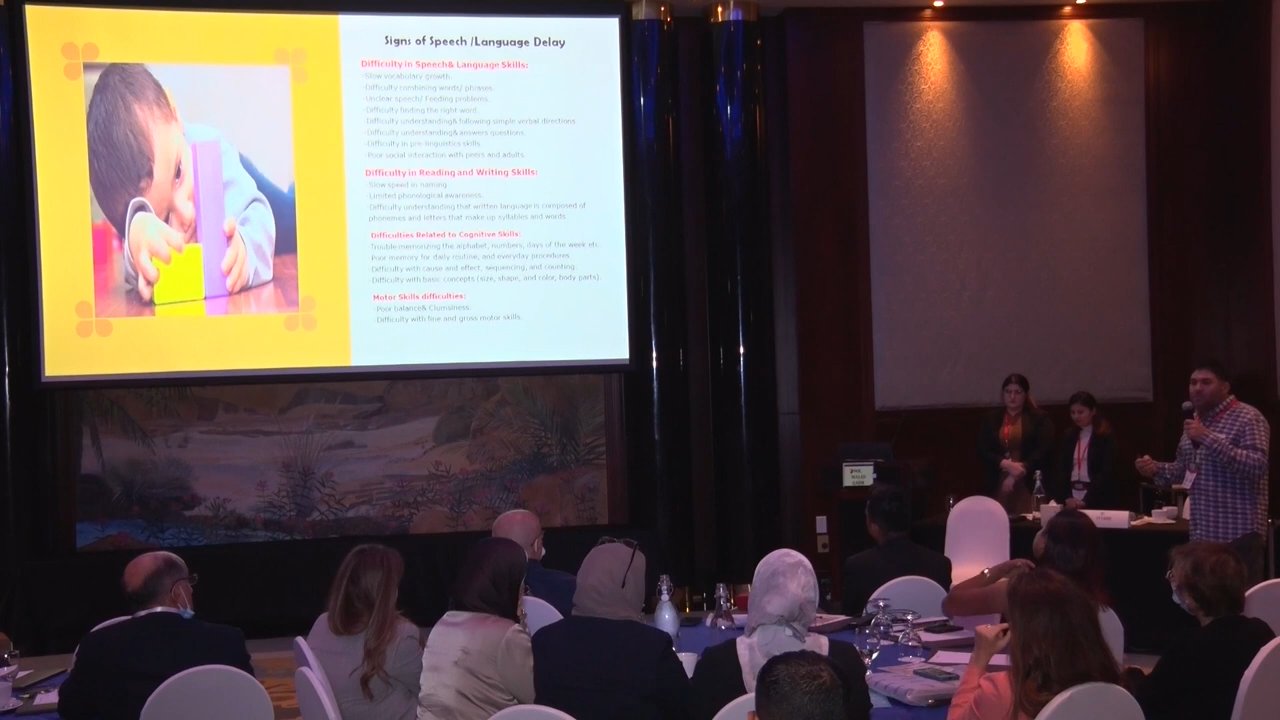 Signs of Speech /Language Delay
Difficulty in Speech& Language Skills:
-Slow vocabulary growth.
-Difficulty combining words/ phrases.
-Unclear speech/ Feeding problems.
-Difficulty finding the right word.
-Difficulty understanding& following simple verbal directions.
-Difficulty understanding& answers questions.
-Difficulty in pre-linguistics skills.
-Poor social interaction with peers and adults.
Difficulty in Reading and Writing Skills:
-Slow speed in naming.
-Limited phonological awareness.
-Difficulty understanding that written language is composed of
phonemes and letters that make up syllables and words.
Difficulties Related to Cognitive Skills:
-Trouble memorizing the alphabet, numbers, days of the week etc.
-Poor memory for daily routine, and everyday procedures.
-Difficulty with cause and effect, sequencing, and counting.
-Difficulty with basic concepts (size, shape, and color, body parts).
Motor Skills difficulties:
-Poor balance& Clumsiness
-Difficulty with fine and gross motor skills.